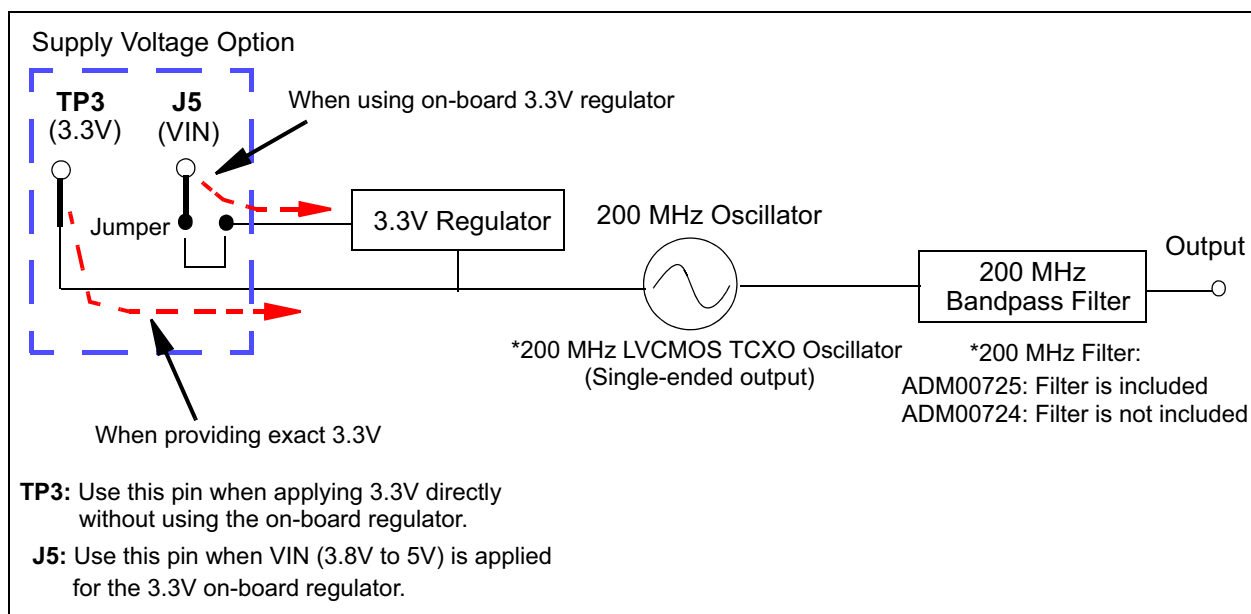 Supply Voltage Option
TP3
(3.3V)
J5
(VIN)
When using on-board 3.3V regulator
Jumper
3.3V Regulator
200 MHz Oscillator
200 MHz
Bandpass Filter
Output
*200 MHz LVCMOS TCXO Oscillator
(Single-ended output)
*200 MHz Filter:
ADM00725: Filter is included
ADM00724: Filter is not included
When providing exact 3.3V
TP3: Use this pin when applying 3.3V directly
without using the on-board regulator.
J5: Use this pin when VIN (3.8V to 5V) is applied
for the 3.3V on-board regulator.